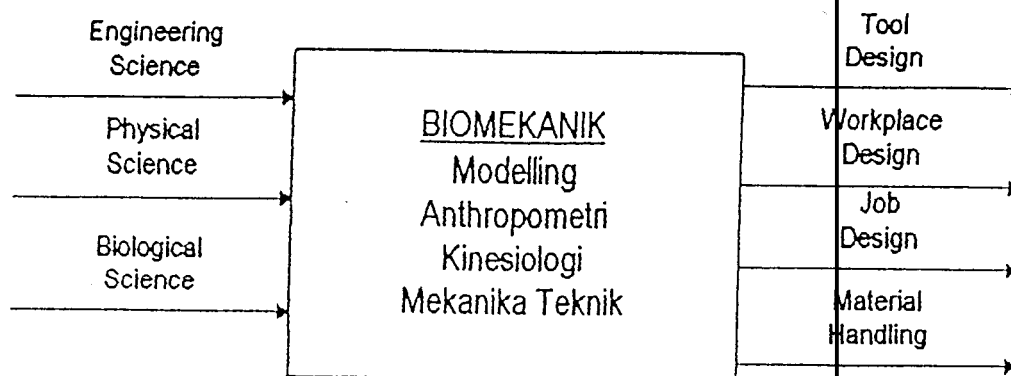 Engineering
Science
Physical
Science
Biological
Science
BIOMEKANIK
Modelling
Anthropometri
Kinesiologi
Mekanika Teknik
Tool
Design
Workplace
Design
Job
Design
Material
Handling